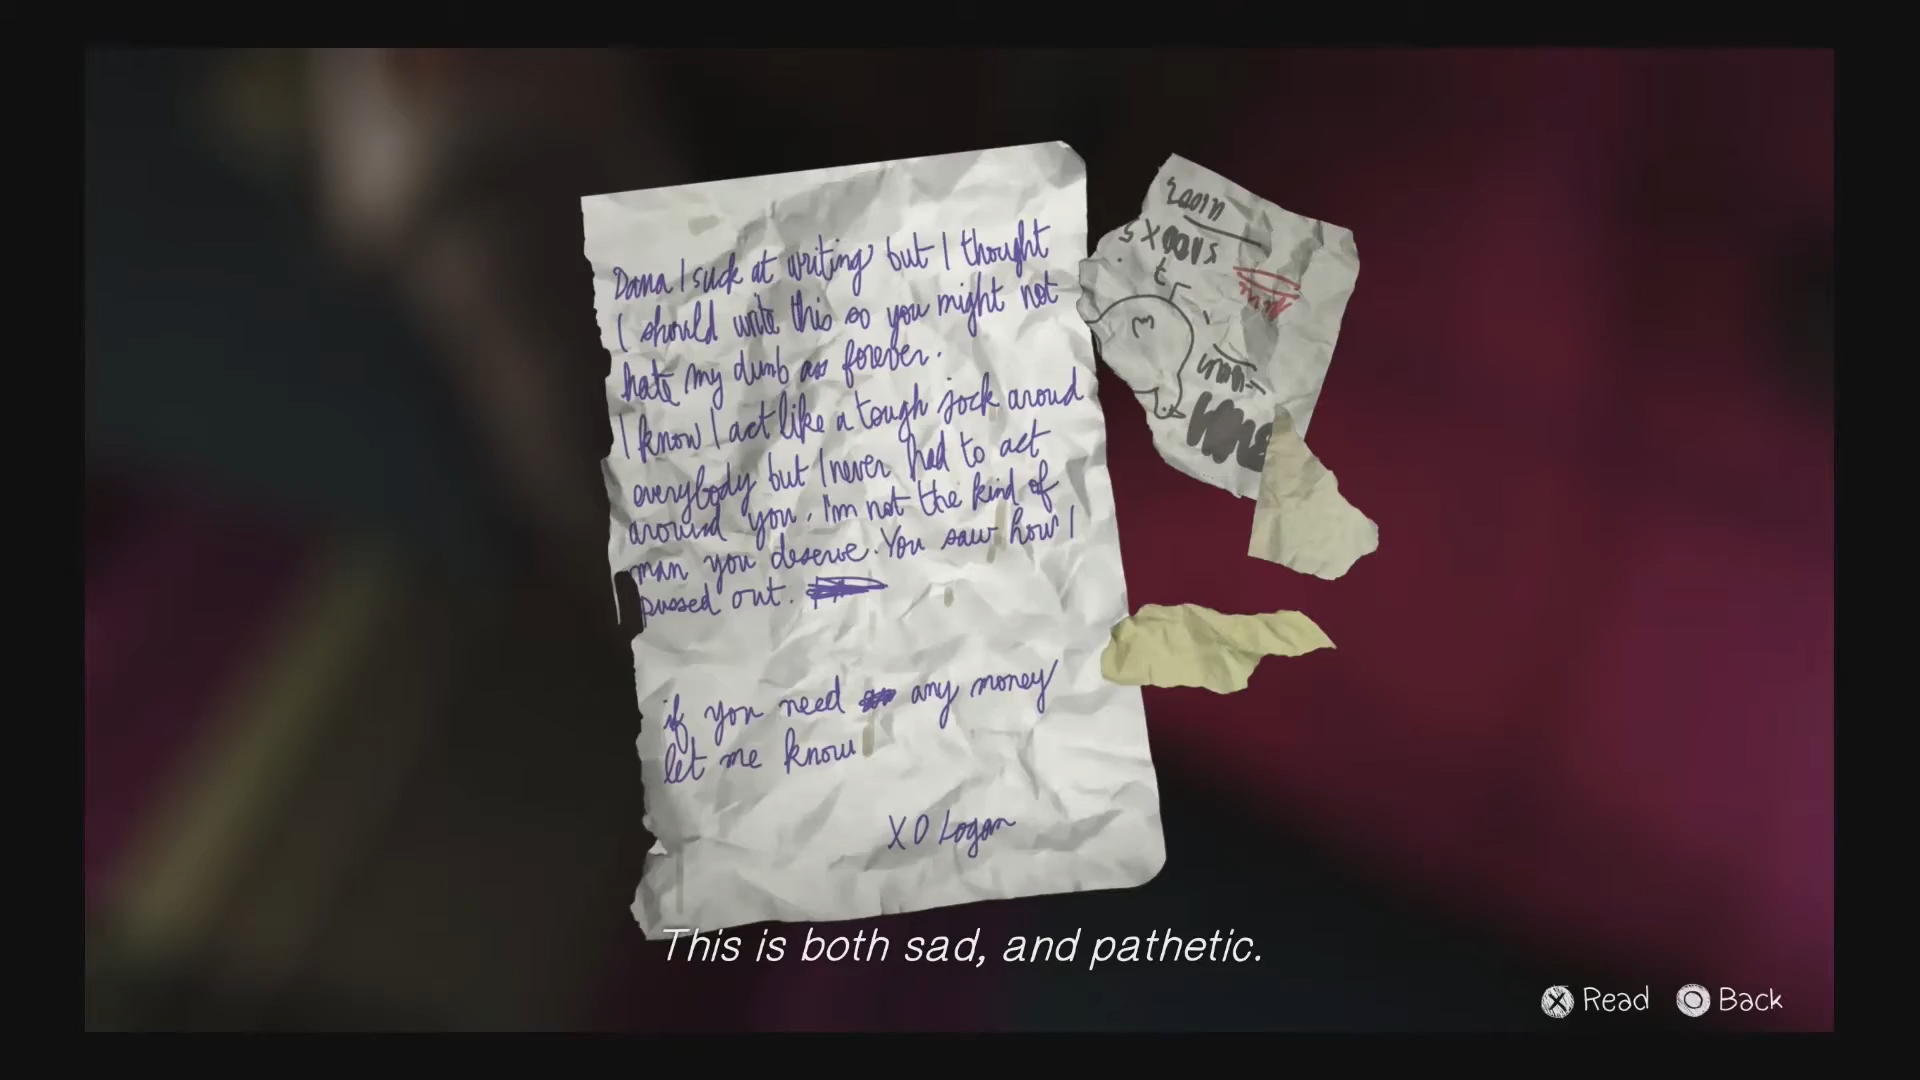 Dana I suck at writing but I thought
I should write this so you might not
hate my dumb ass forever.
I know I act like a tough jock aroud
everybody but I never had to act
around you. I'm not the kind of
man you deserve. You saw how I
pussed out.
if you need any money
let me know
XO Logan
This is both sad, and pathetic.
Read Back